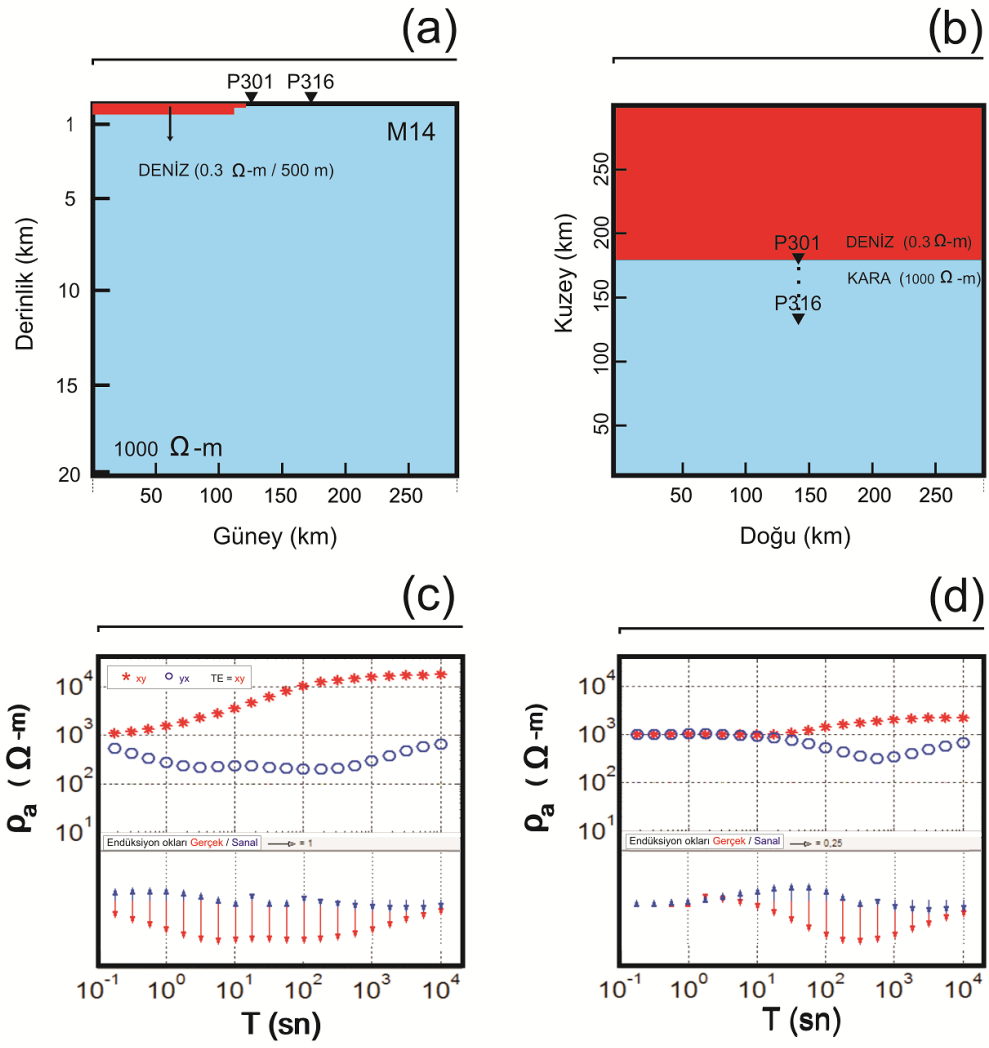 (a)
P301 P316
M14
DENİZ (0.3 Ω-m / 500 m)
1000 Ω-m
1
5
10
15
20
Derinlik (km)
50 100 150 200 250
Güney (km)
(b)
250
200
150
100
50
Kuzey (km)
P301
DENİZ (0.3 Ω-m)
KARA (1000 Ω-m)
P316
50 100 150 200 250
Doğu (km)
(c)
xy yx TE = xy
10⁴
10³
10²
10¹
ρa (Ω-m)
Endüksiyon okları Gerçek / Sanal = 1
10⁻¹ 10⁰ 10¹ 10² 10³ 10⁴
T (sn)
(d)
10⁴
10³
10²
10¹
ρa (Ω-m)
Endüksiyon okları Gerçek / Sanal = 0,25
10⁻¹ 10⁰ 10¹ 10² 10³ 10⁴
T (sn)